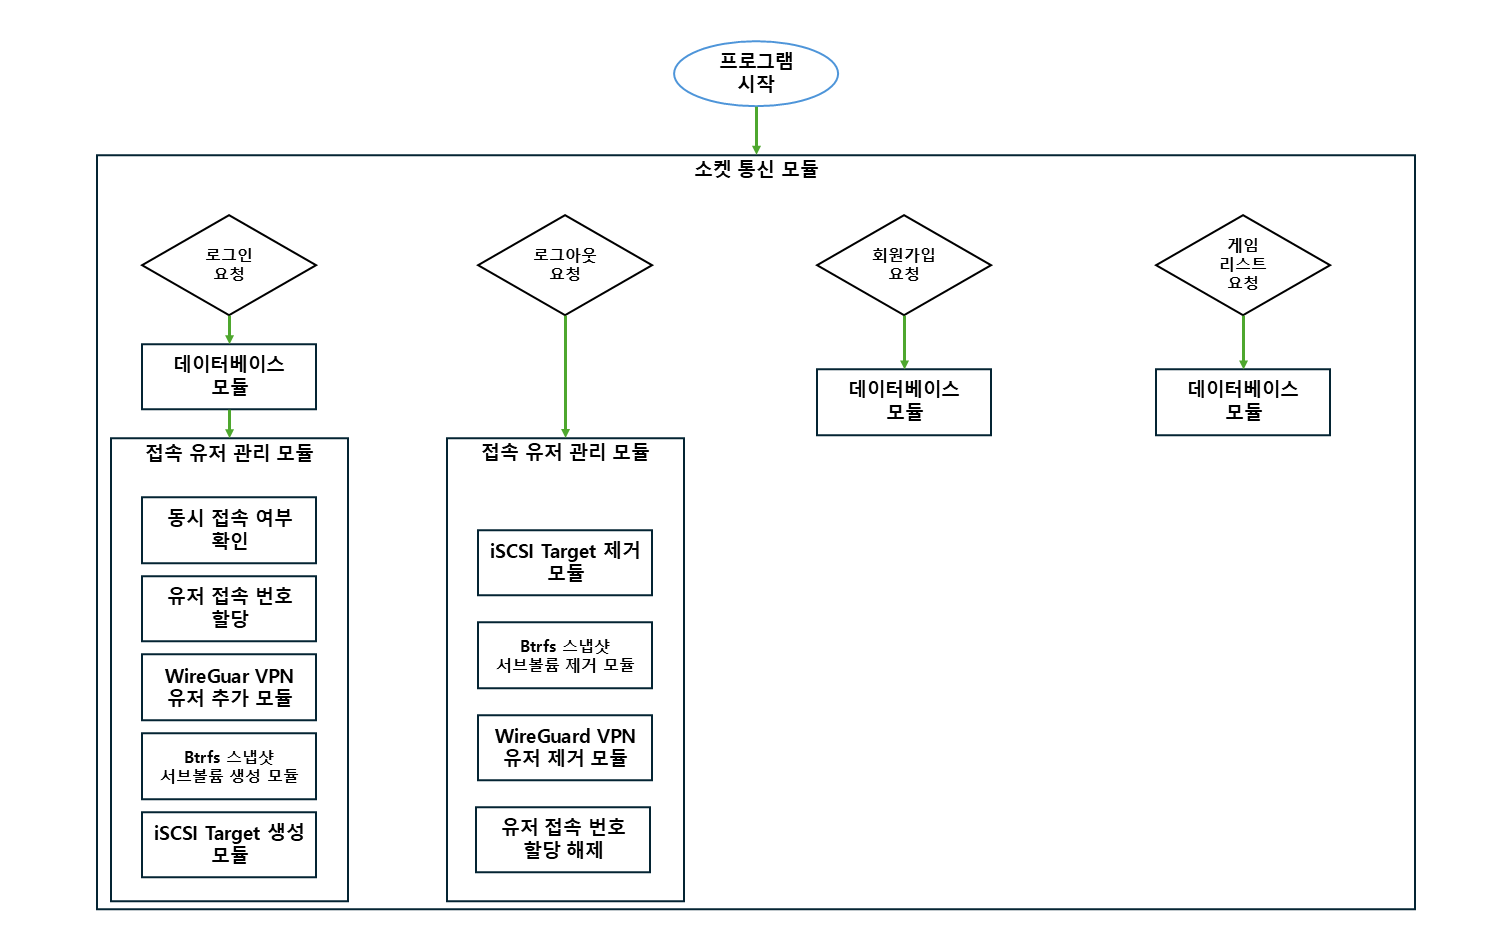 프로그램
시작
소켓 통신 모듈
로그인
요청
데이터베이스
모듈
접속 유저 관리 모듈
동시 접속 여부
확인
유저 접속 번호
할당
WireGuar VPN
유저 추가 모듈
Btrfs 스냅샷
서브볼륨 생성 모듈
iSCSI Target 생성
모듈
로그아웃
요청
접속 유저 관리 모듈
iSCSI Target 제거
모듈
Btrfs 스냅샷
서브볼륨 제거 모듈
WireGuard VPN
유저 제거 모듈
유저 접속 번호
할당 해제
회원가입
요청
데이터베이스
모듈
게임
리스트
요청
데이터베이스
모듈